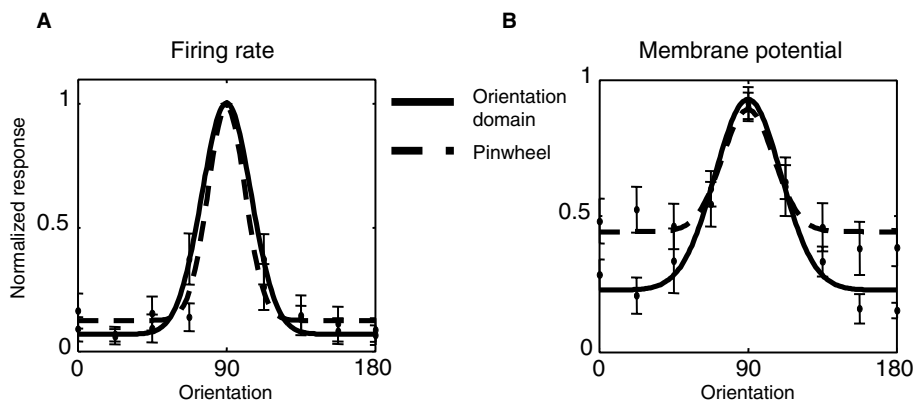 A
Firing rate
Normalized response
1
0.5
0
0
90
180
Orientation
Orientation
domain
Pinwheel
B
Membrane potential
1
0.5
0
0
90
180
Orientation